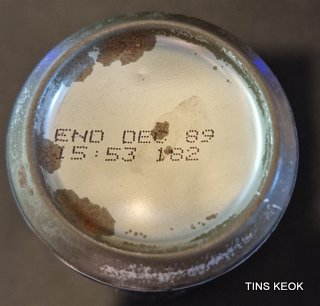 END DEC 89
15:53 182
TINS KEOK